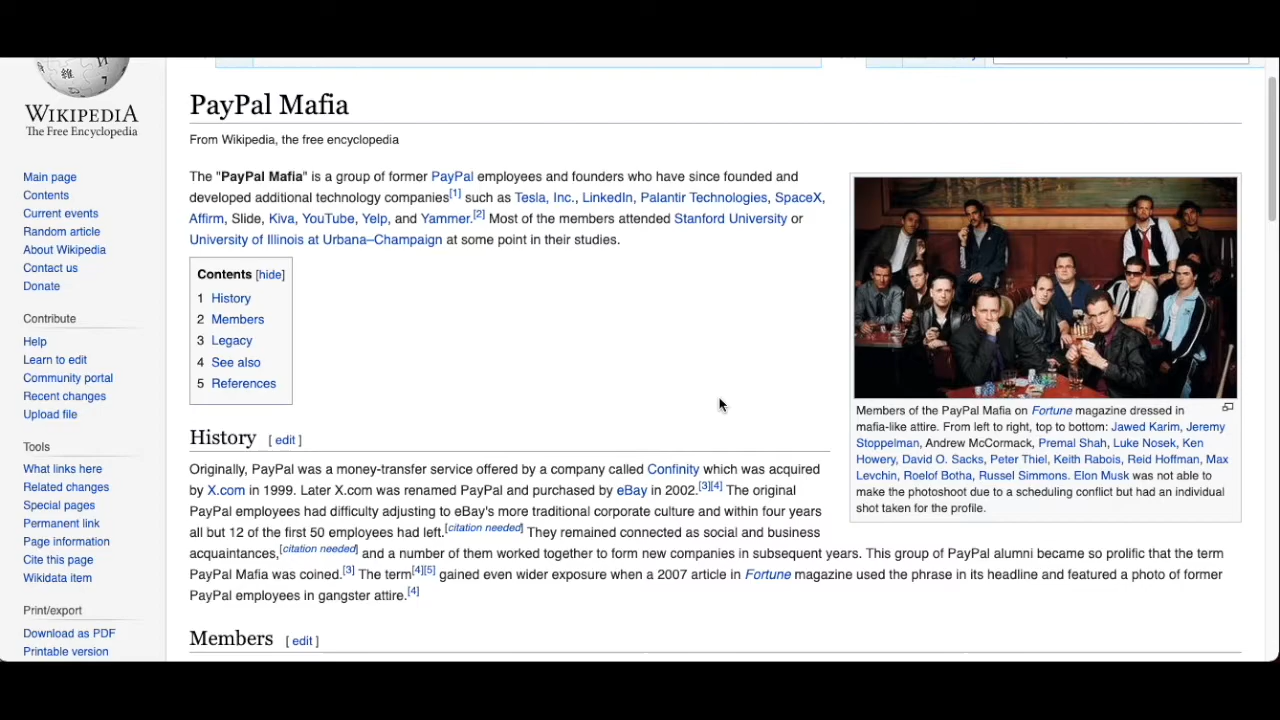 WIKIPEDIA
The Free Encyclopedia
Main page
Contents
Current events
Random article
About Wikipedia
Contact us
Donate
Contribute
Help
Learn to edit
Community portal
Recent changes
Upload file
Tools
What links here
Related changes
Special pages
Permanent link
Page information
Cite this page
Wikidata item
Print/export
Download as PDF
Printable version
PayPal Mafia
From Wikipedia, the free encyclopedia
The "PayPal Mafia" is a group of former PayPal employees and founders who have since founded and
developed additional technology companies[1] such as Tesla, Inc., LinkedIn, Palantir Technologies, SpaceX,
Affirm, Slide, Kiva, YouTube, Yelp, and Yammer.[2] Most of the members attended Stanford University or
University of Illinois at Urbana–Champaign at some point in their studies.
Contents [hide]
1 History
2 Members
3 Legacy
4 See also
5 References
Members of the PayPal Mafia on Fortune magazine dressed in
mafia-like attire. From left to right, top to bottom: Jawed Karim, Jeremy
Stoppelman, Andrew McCormack, Premal Shah, Luke Nosek, Ken
Howery, David O. Sacks, Peter Thiel, Keith Rabois, Reid Hoffman, Max
Levchin, Roelof Botha, Russel Simmons. Elon Musk was not able to
make the photoshoot due to a scheduling conflict but had an individual
shot taken for the profile.
History [ edit ]
Originally, PayPal was a money-transfer service offered by a company called Confinity which was acquired
by X.com in 1999. Later X.com was renamed PayPal and purchased by eBay in 2002.[3][4] The original
PayPal employees had difficulty adjusting to eBay's more traditional corporate culture and within four years
all but 12 of the first 50 employees had left.[citation needed] They remained connected as social and business
acquaintances,[citation needed] and a number of them worked together to form new companies in subsequent years. This group of PayPal alumni became so prolific that the term
PayPal Mafia was coined.[3] The term[4][5] gained even wider exposure when a 2007 article in Fortune magazine used the phrase in its headline and featured a photo of former
PayPal employees in gangster attire.[4]
Members [ edit ]